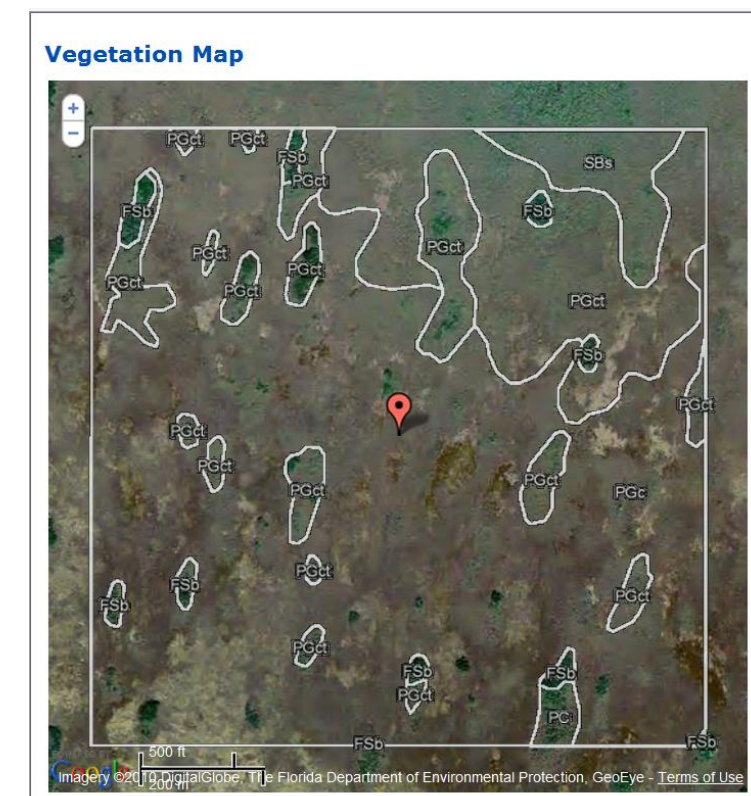 Vegetation Map
+
−
PGct PGct
FSb SBs
PGct
FSb FSb
PGct PGct
PGct
PGct PGct
PGct
FSb
PGct
PGct
PGct
PGct PGct PGc
PGct
FSb
FSb PGct
PGct
FSb FSb
PGct
PC
FSb FSb
500 ft
200 m
Imagery ©2010 DigitalGlobe, The Florida Department of Environmental Protection, GeoEye - Terms of Use